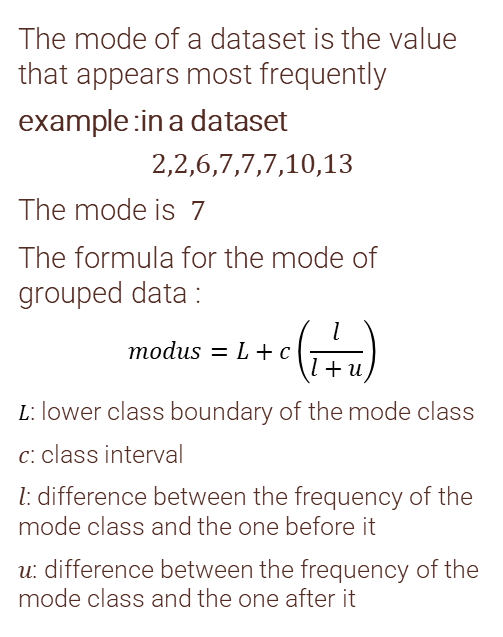 The mode of a dataset is the value
that appears most frequently
example :in a dataset
2,2,6,7,7,7,10,13
The mode is 7
The formula for the mode of
grouped data :
modus = L + c (l / (l + u))
L: lower class boundary of the mode class
c: class interval
l: difference between the frequency of the
mode class and the one before it
u: difference between the frequency of the
mode class and the one after it